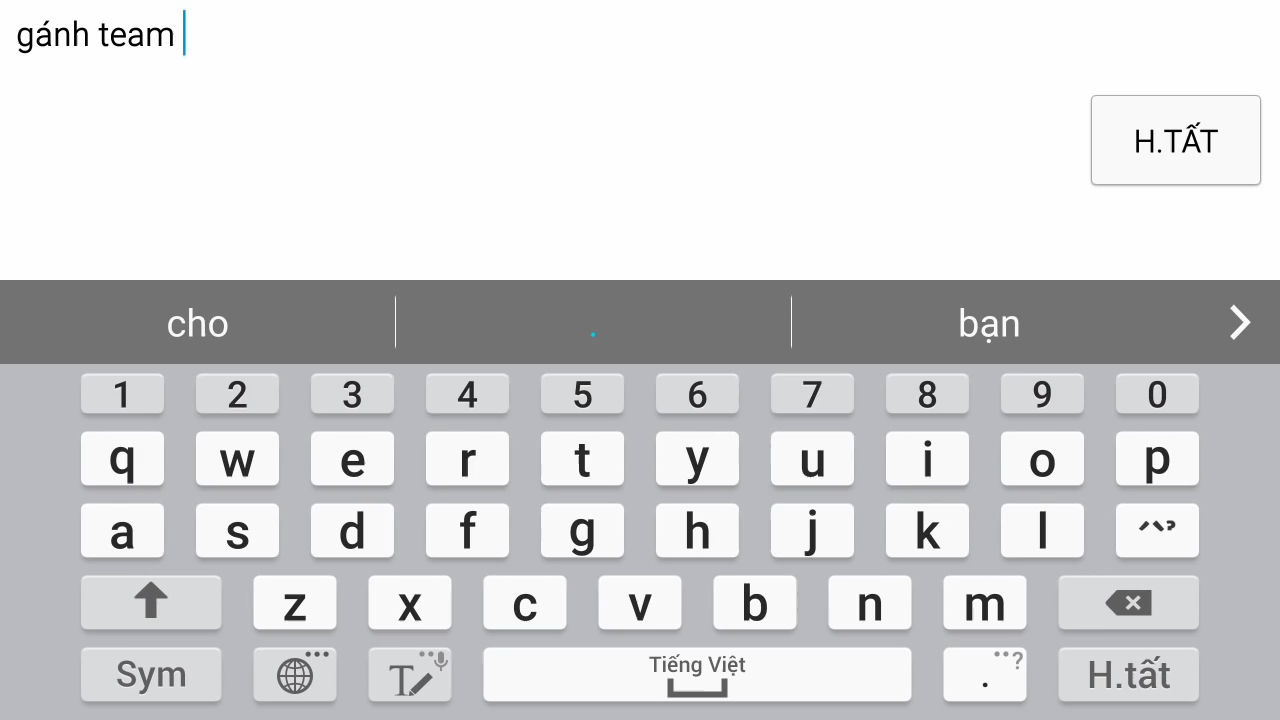 gánh team
H.TẤT
cho . bạn
1 2 3 4 5 6 7 8 9 0
q w e r t y u i o p
a s d f g h j k l ^~?
z x c v b n m
Sym T Tiếng Việt . ? H.tất